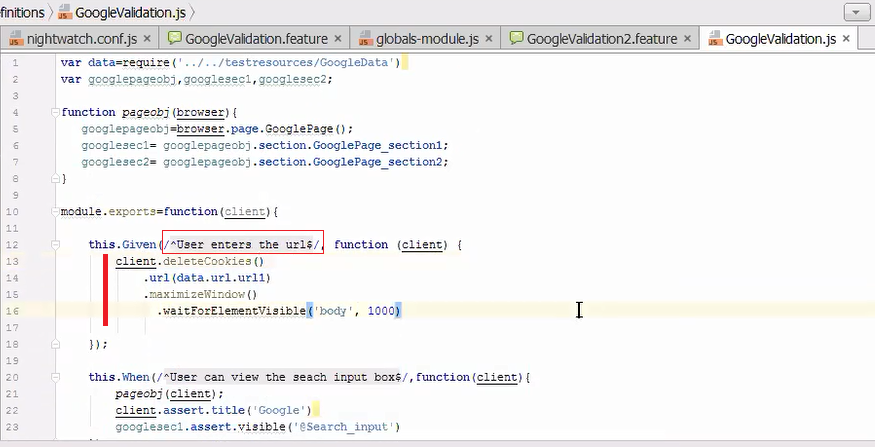 finitions GoogleValidation.js
nightwatch.conf.js × GoogleValidation.feature × globals-module.js × GoogleValidation2.feature × GoogleValidation.js ×
1 var data=require('../../testresources/GoogleData')
2 var googlepageobj,googlesec1,googlesec2;
3
4 function pageobj(browser){
5 googlepageobj=browser.page.GooglePage();
6 googlesec1= googlepageobj.section.GooglePage_section1;
7 googlesec2= googlepageobj.section.GooglePage_section2;
8 }
9
10 module.exports=function(client){
11
12 this.Given(/^User enters the url$/, function (client) {
13 client.deleteCookies()
14 .url(data.url.url1)
15 .maximizeWindow()
16 .waitForElementVisible('body', 1000)
17
18 });
19
20 this.When(/^User can view the seach input box$/,function(client){
21 pageobj(client);
22 client.assert.title('Google')
23 googlesec1.assert.visible('@Search_input')